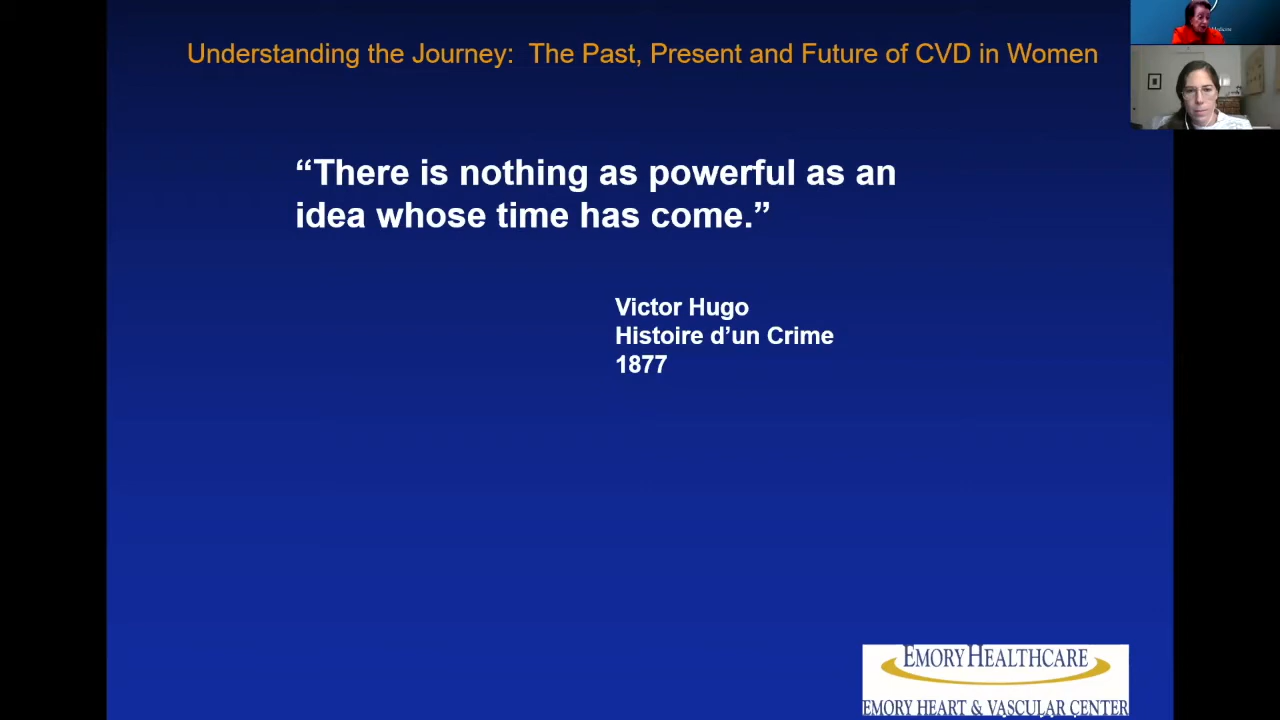 Understanding the Journey: The Past, Present and Future of CVD in Women
“There is nothing as powerful as an
idea whose time has come.”
Victor Hugo
Histoire d’un Crime
1877
EMORY HEALTHCARE
EMORY HEART & VASCULAR CENTER